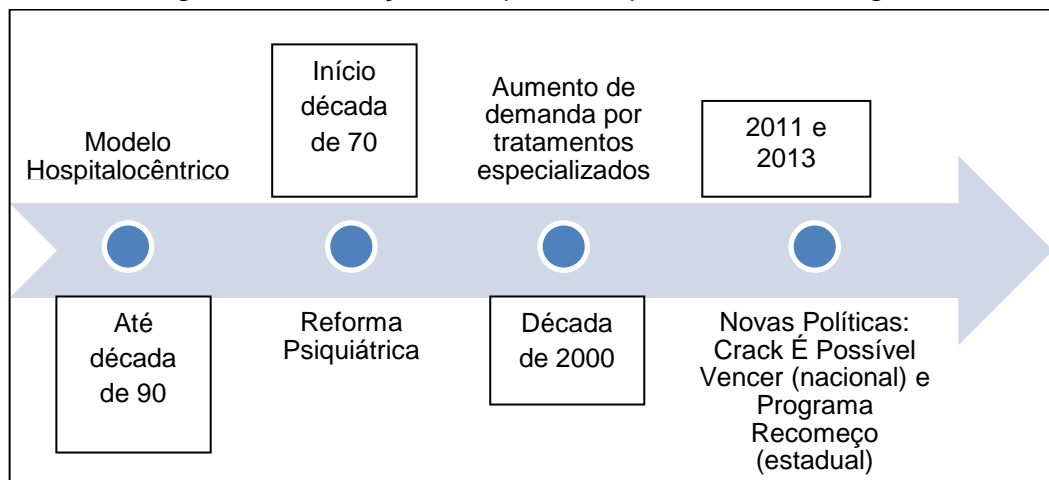 Modelo
Hospitalocêntrico
Até
década
de 90
Início
década
de 70
Reforma
Psiquiátrica
Aumento de
demanda por
tratamentos
especializados
Década
de 2000
2011 e
2013
Novas Políticas:
Crack É Possível
Vencer (nacional) e
Programa
Recomeço
(estadual)